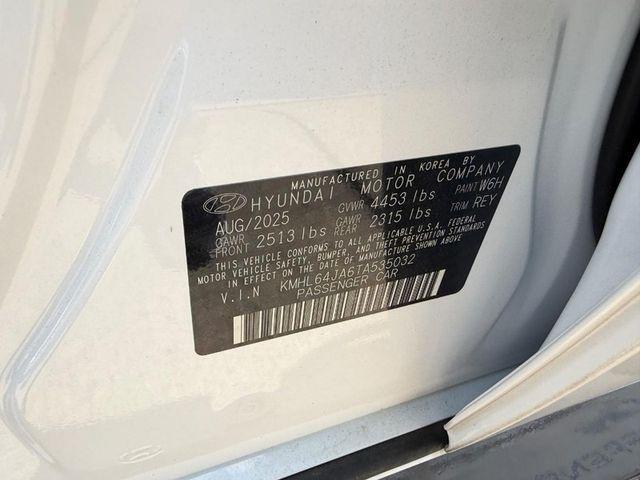 MANUFACTURED IN KOREA BY
HYUNDAI MOTOR COMPANY
AUG/2025 GVWR 4453 lbs PAINT W6H
GAWR FRONT 2513 lbs GAWR REAR 2315 lbs TRIM REY
THIS VEHICLE CONFORMS TO ALL APPLICABLE U.S.A. FEDERAL
MOTOR VEHICLE SAFETY, BUMPER, AND THEFT PREVENTION STANDARDS
IN EFFECT ON THE DATE OF MANUFACTURE SHOWN ABOVE
V.I.N KMHL64JA6TA535032
PASSENGER CAR